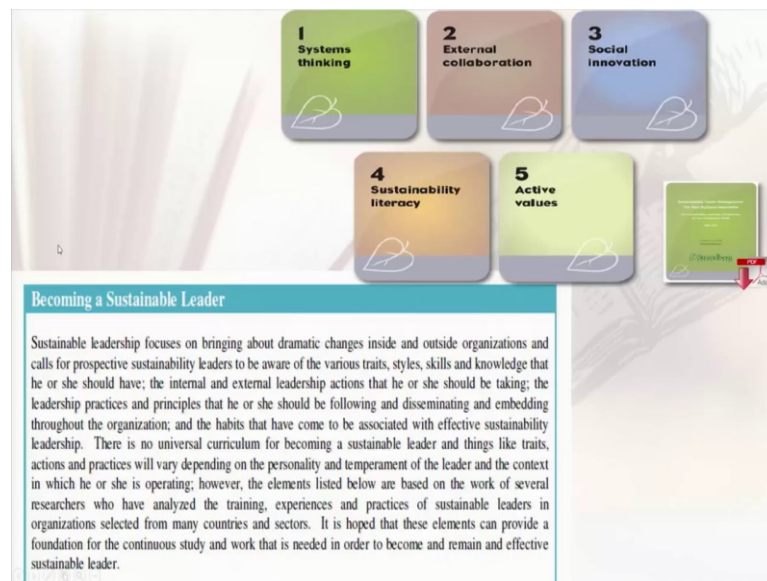 1
Systems
thinking
2
External
collaboration
3
Social
innovation
4
Sustainability
literacy
5
Active
values
PDF
Becoming a Sustainable Leader
Sustainable leadership focuses on bringing about dramatic changes inside and outside organizations and
calls for prospective sustainability leaders to be aware of the various traits, styles, skills and knowledge that
he or she should have; the internal and external leadership actions that he or she should be taking; the
leadership practices and principles that he or she should be following and disseminating and embedding
throughout the organization; and the habits that have come to be associated with effective sustainability
leadership. There is no universal curriculum for becoming a sustainable leader and things like traits,
actions and practices will vary depending on the personality and temperament of the leader and the context
in which he or she is operating; however, the elements listed below are based on the work of several
researchers who have analyzed the training, experiences and practices of sustainable leaders in
organizations selected from many countries and sectors. It is hoped that these elements can provide a
foundation for the continuous study and work that is needed in order to become and remain and effective
sustainable leader.